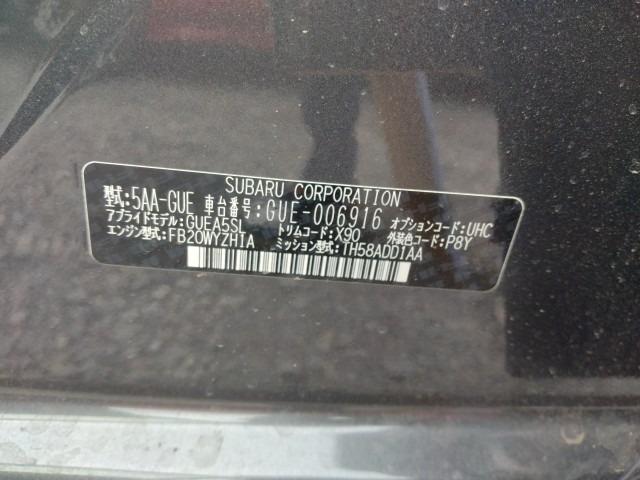 SUBARU CORPORATION
型式:5AA-GUE 車台番号:GUE-006916
アプライドモデル:GUEA5SL トリムコード:X90 オプションコード:UHC
エンジン型式:FB20WYZH1A ミッション型式:TH58ADD1AA 外装色コード:P8Y